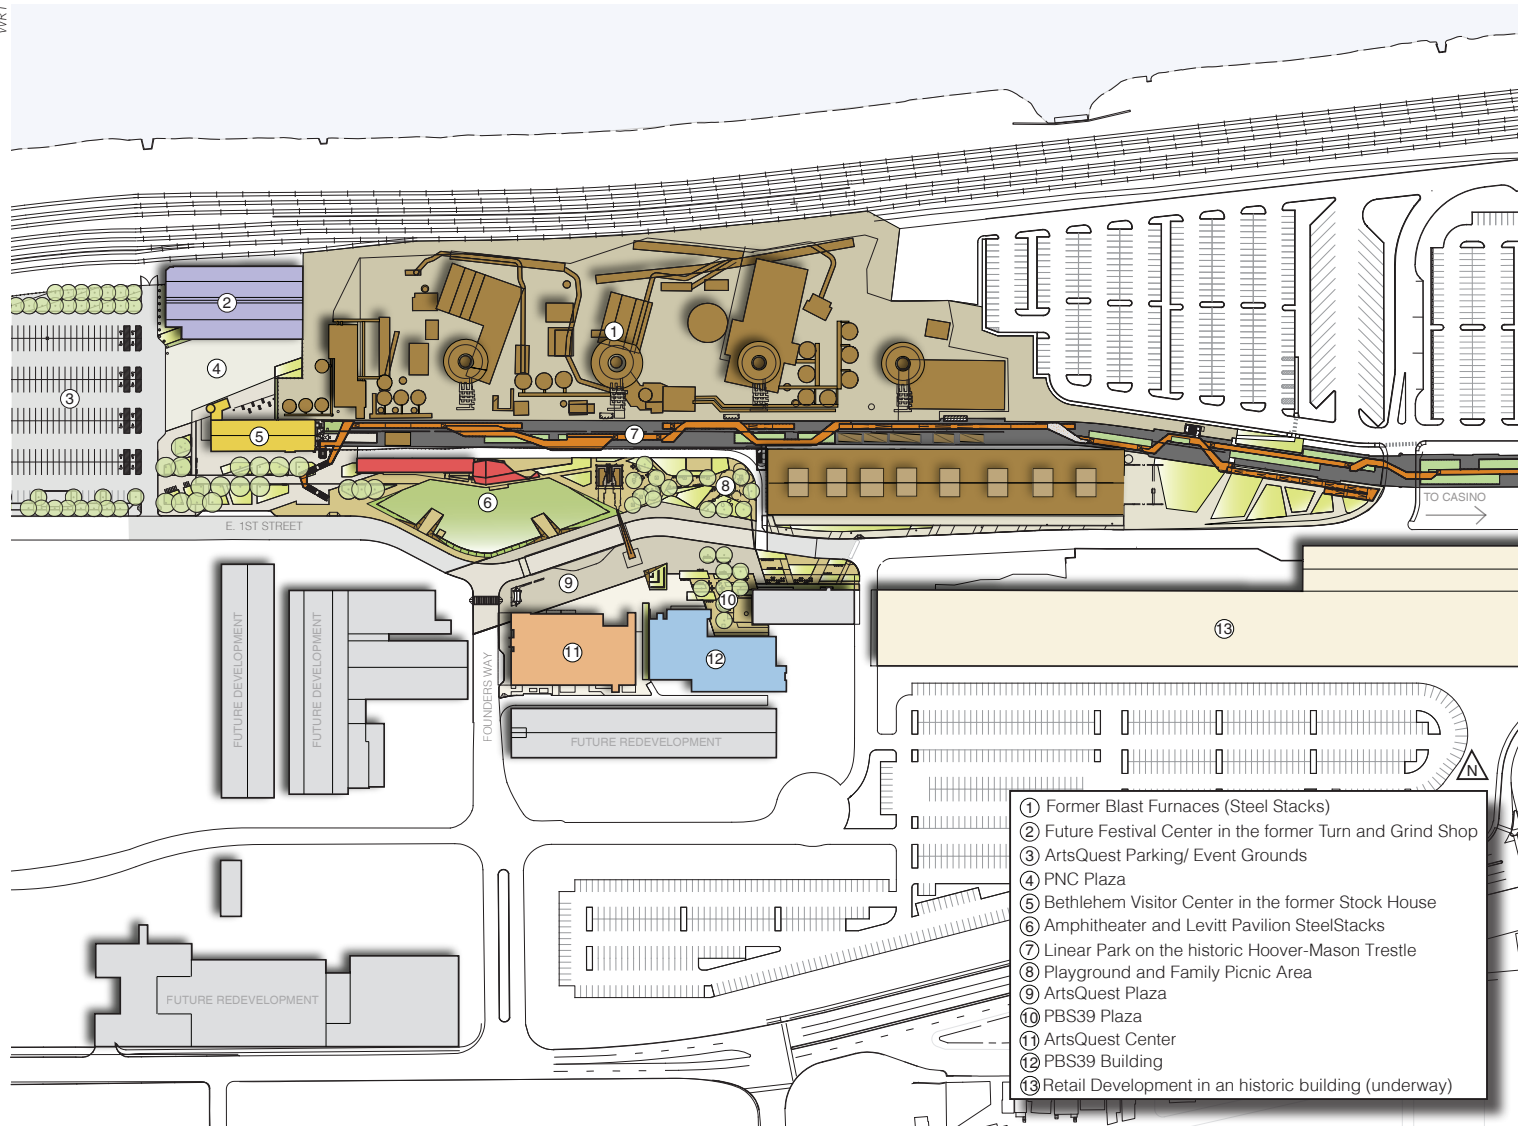 WRT
2
1
4
3
5
7
8
6
TO CASINO
E. 1ST STREET
9
10
13
11
12
FUTURE DEVELOPMENT
FUTURE DEVELOPMENT
FOUNDERS WAY
FUTURE REDEVELOPMENT
N
FUTURE REDEVELOPMENT
1 Former Blast Furnaces (Steel Stacks)
2 Future Festival Center in the former Turn and Grind Shop
3 ArtsQuest Parking/ Event Grounds
4 PNC Plaza
5 Bethlehem Visitor Center in the former Stock House
6 Amphitheater and Levitt Pavilion SteelStacks
7 Linear Park on the historic Hoover-Mason Trestle
8 Playground and Family Picnic Area
9 ArtsQuest Plaza
10 PBS39 Plaza
11 ArtsQuest Center
12 PBS39 Building
13 Retail Development in an historic building (underway)